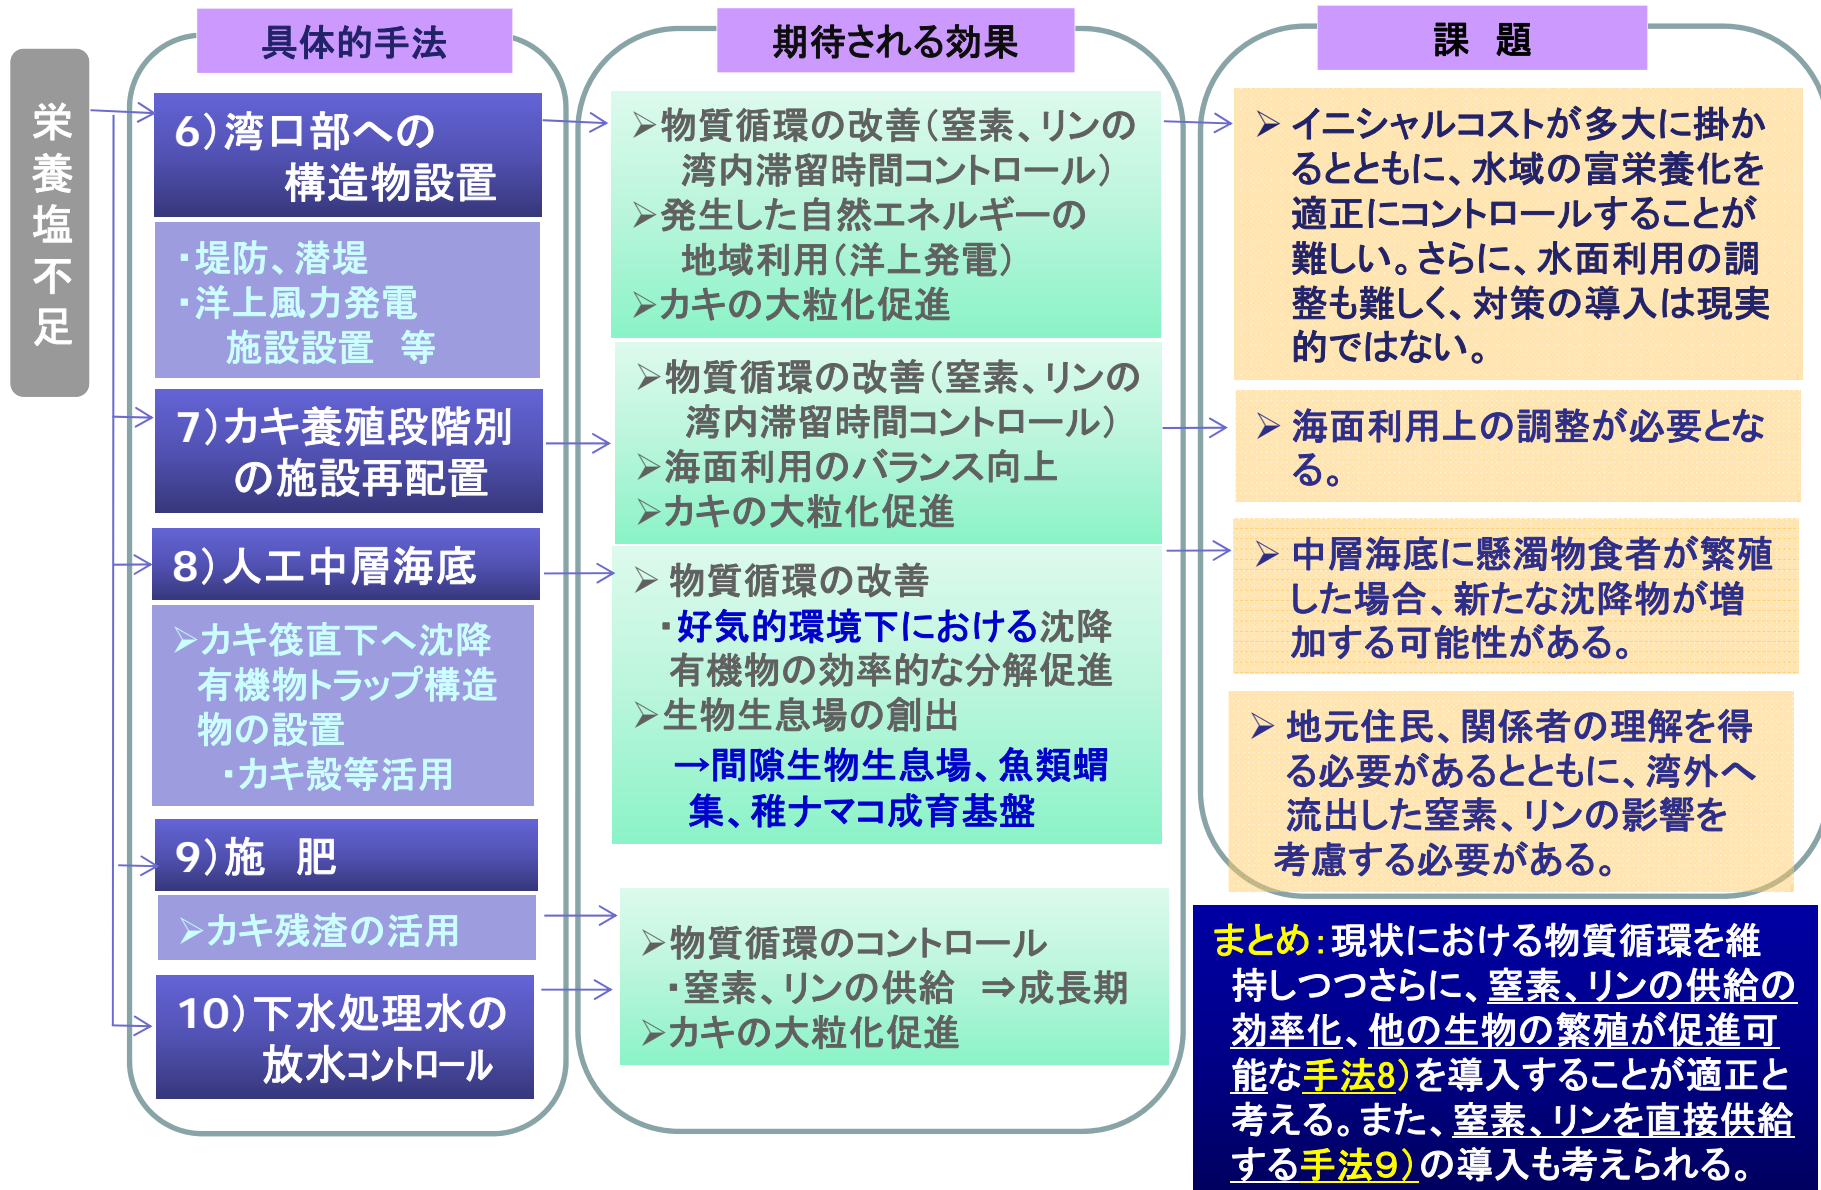 具体的手法
期待される効果
課　題
栄養塩不足
6）湾口部への
構造物設置
・堤防、潜堤
・洋上風力発電
施設設置　等
7）カキ養殖段階別
の施設再配置
8）人工中層海底
➢カキ筏直下へ沈降
有機物トラップ構造
物の設置
・カキ殻等活用
9）施　肥
➢カキ残渣の活用
10）下水処理水の
放水コントロール
➢物質循環の改善（窒素、リンの
湾内滞留時間コントロール）
➢発生した自然エネルギーの
地域利用（洋上発電）
➢カキの大粒化促進
➢物質循環の改善（窒素、リンの
湾内滞留時間コントロール）
➢海面利用のバランス向上
➢カキの大粒化促進
➢物質循環の改善
・好気的環境下における沈降
有機物の効率的な分解促進
➢生物生息場の創出
→間隙生物生息場、魚類蝟
集、稚ナマコ成育基盤
➢物質循環のコントロール
・窒素、リンの供給　⇒成長期
➢カキの大粒化促進
➢イニシャルコストが多大に掛か
るとともに、水域の富栄養化を
適正にコントロールすることが
難しい。さらに、水面利用の調
整も難しく、対策の導入は現実
的ではない。
➢海面利用上の調整が必要とな
る。
➢中層海底に懸濁物食者が繁殖
した場合、新たな沈降物が増
加する可能性がある。
➢地元住民、関係者の理解を得
る必要があるとともに、湾外へ
流出した窒素、リンの影響を
考慮する必要がある。
まとめ：現状における物質循環を維
持しつつさらに、窒素、リンの供給の
効率化、他の生物の繁殖が促進可
能な手法8）を導入することが適正と
考える。また、窒素、リンを直接供給
する手法９）の導入も考えられる。